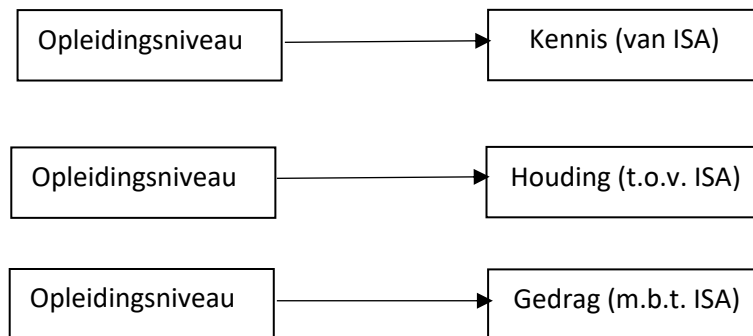 Opleidingsniveau
Kennis (van ISA)
Opleidingsniveau
Houding (t.o.v. ISA)
Opleidingsniveau
Gedrag (m.b.t. ISA)